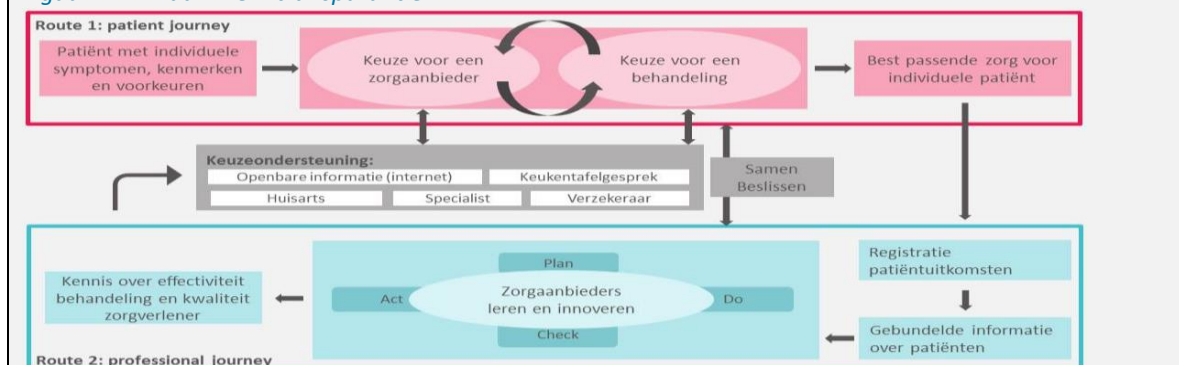 Route 1: patient journey
Patiënt met individuele
symptomen, kenmerken
en voorkeuren
Keuze voor een
zorgaanbieder
Keuze voor een
behandeling
Best passende zorg voor
individuele patiënt
Keuzeondersteuning:
Openbare informatie (internet)
Keukentafelgesprek
Huisarts
Specialist
Verzekeraar
Samen
Beslissen
Registratie
patiëntuitkomsten
Gebundelde informatie
over patiënten
Plan
Act
Zorgaanbieders
leren en innoveren
Do
Check
Kennis over effectiviteit
behandeling en kwaliteit
zorgverlener
Route 2: professional journey